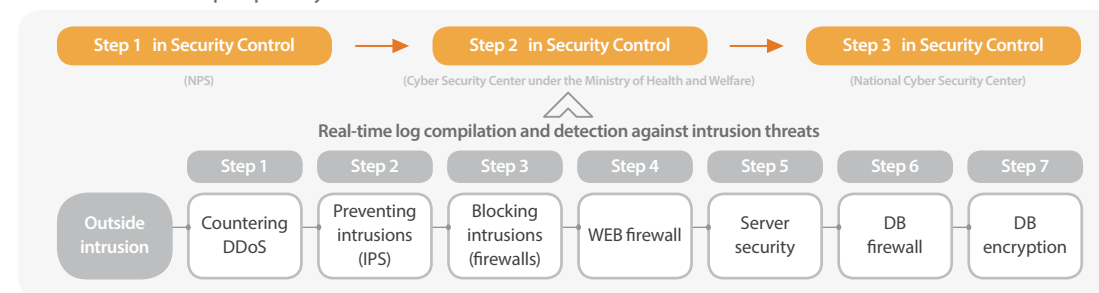 Step 1 in Security Control
Step 2 in Security Control
Step 3 in Security Control
(NPS)
(Cyber Security Center under the Ministry of Health and Welfare)
(National Cyber Security Center)
Real-time log compilation and detection against intrusion threats
Step 1
Step 2
Step 3
Step 4
Step 5
Step 6
Step 7
Outside
intrusion
Countering
DDoS
Preventing
intrusions
(IPS)
Blocking
intrusions
(firewalls)
WEB firewall
Server
security
DB
firewall
DB
encryption